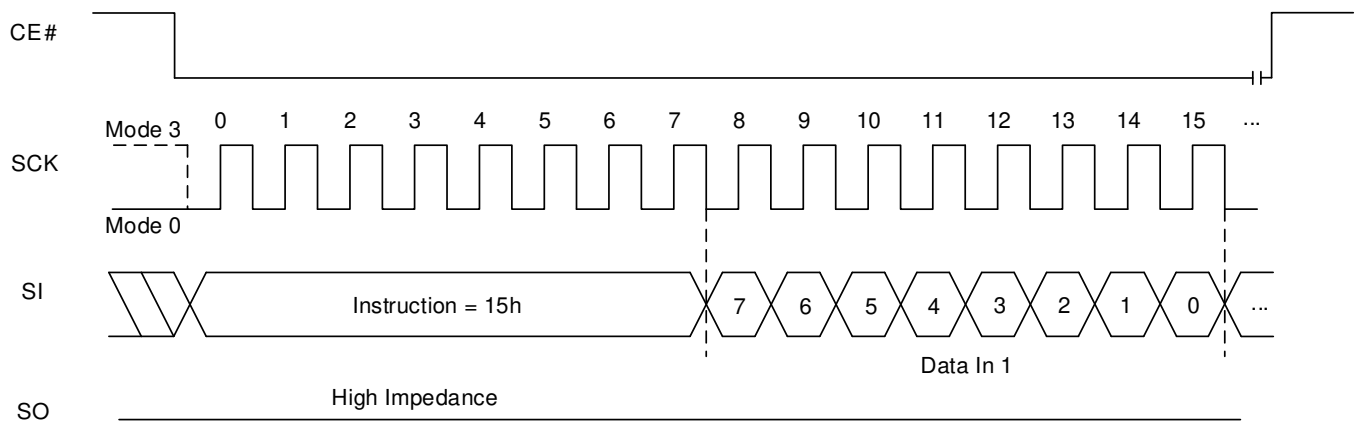 CE#
Mode 3 0 1 2 3 4 5 6 7 8 9 10 11 12 13 14 15 ...
SCK
Mode 0
SI Instruction = 15h 7 6 5 4 3 2 1 0 ...
Data In 1
High Impedance
SO